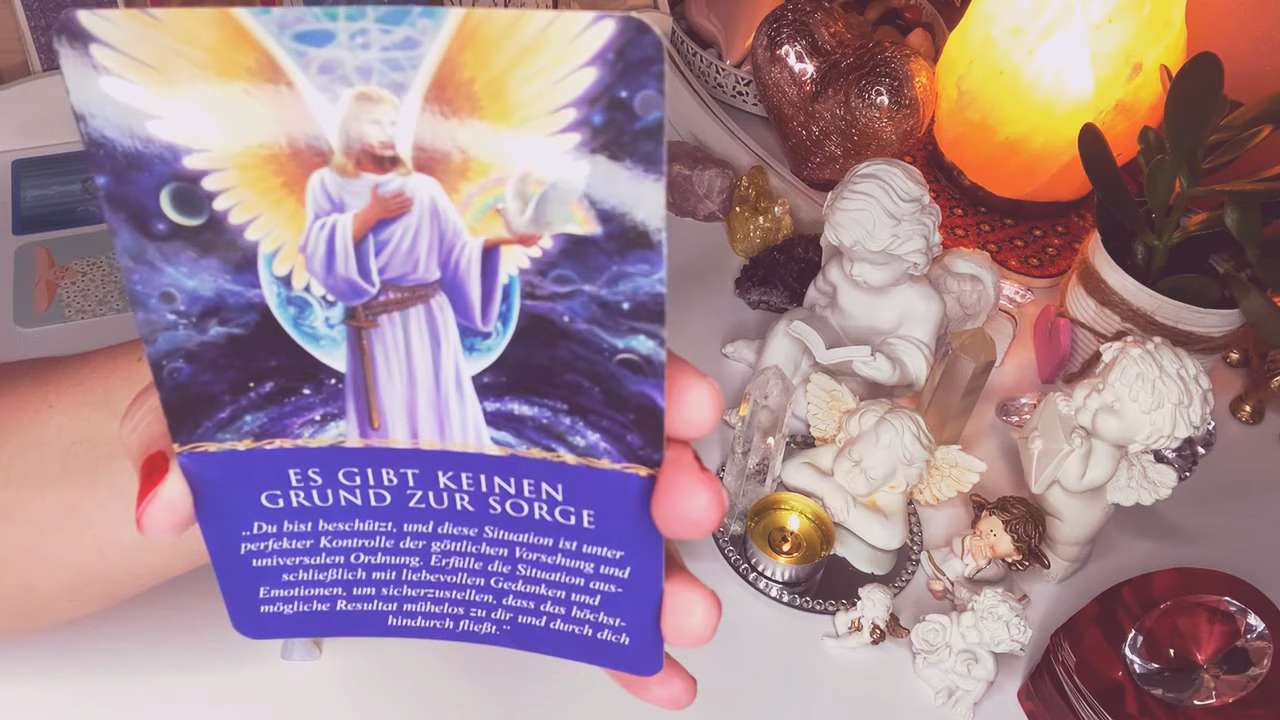 ES GIBT KEINEN
GRUND ZUR SORGE
„Du bist beschützt, und diese Situation ist unter
perfekter Kontrolle der göttlichen Vorsehung und
universalen Ordnung. Erfülle die Situation aus-
schließlich mit liebevollen Gedanken und
Emotionen, um sicherzustellen, dass das höchst-
mögliche Resultat mühelos zu dir und durch dich
hindurch fließt.“